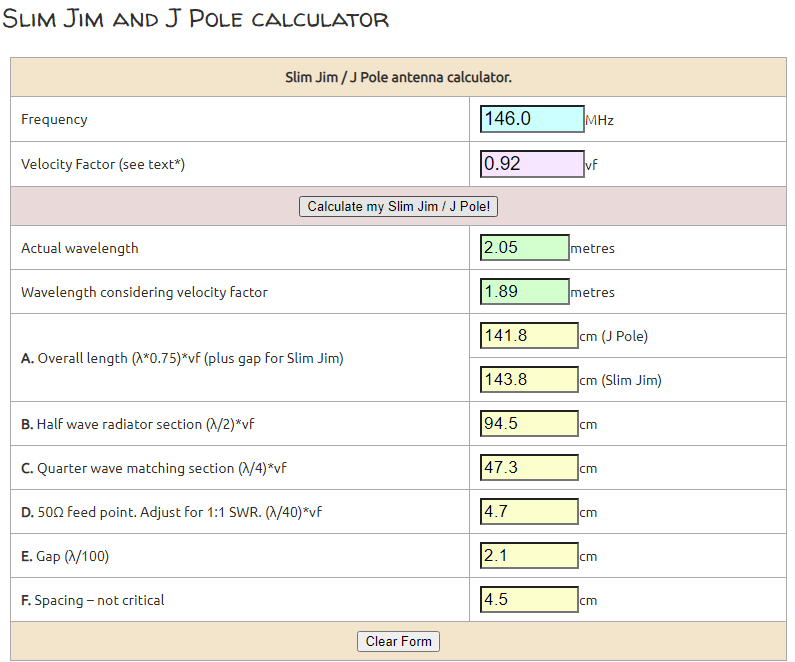 Slim Jim and J Pole calculator
Slim Jim / J Pole antenna calculator.
Frequency 146.0 MHz
Velocity Factor (see text*) 0.92 vf
Calculate my Slim Jim / J Pole!
Actual wavelength 2.05 metres
Wavelength considering velocity factor 1.89 metres
141.8 cm (J Pole)
A. Overall length (λ*0.75)*vf (plus gap for Slim Jim)
143.8 cm (Slim Jim)
B. Half wave radiator section (λ/2)*vf 94.5 cm
C. Quarter wave matching section (λ/4)*vf 47.3 cm
D. 50Ω feed point. Adjust for 1:1 SWR. (λ/40)*vf 4.7 cm
E. Gap (λ/100) 2.1 cm
F. Spacing – not critical 4.5 cm
Clear Form